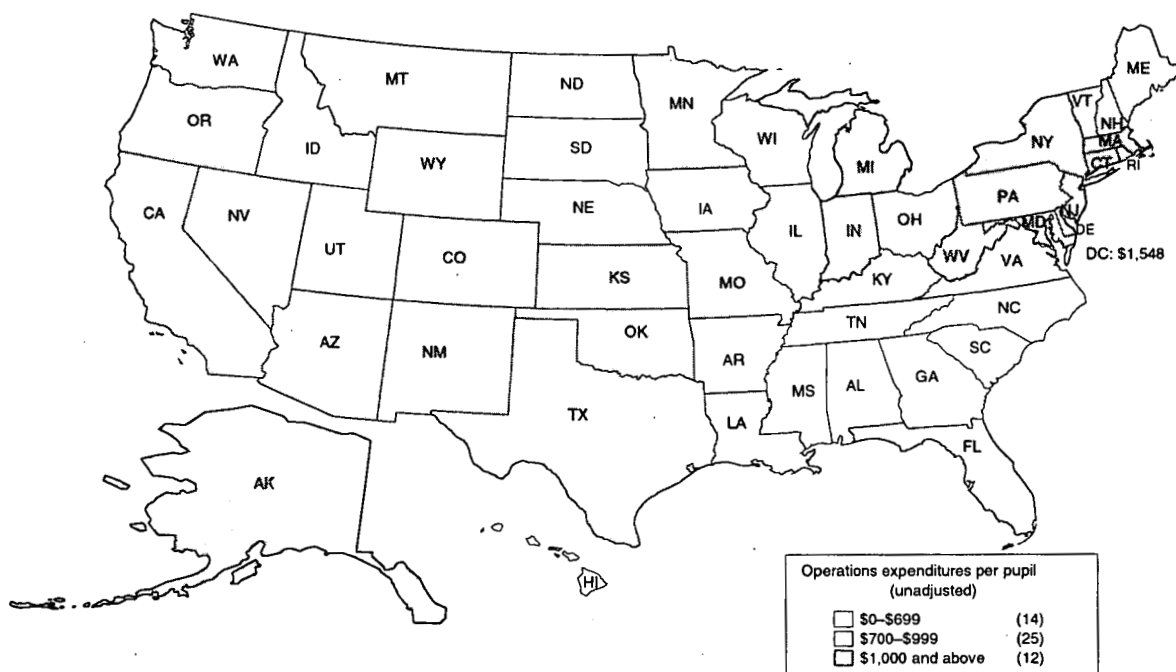 WA
MT
ND
MN
ME
OR
ID
WY
SD
WI
MI
NY
VT
NH
MA
CT
RI
CA
NV
UT
CO
NE
IA
IL
IN
OH
PA
NJ
MD
DE
WV
VA
DC: $1,548
KS
MO
KY
AZ
NM
OK
AR
TN
NC
SC
TX
LA
MS
AL
GA
FL
AK
HI
Operations expenditures per pupil
(unadjusted)
$0–$699 (14)
$700–$999 (25)
$1,000 and above (12)